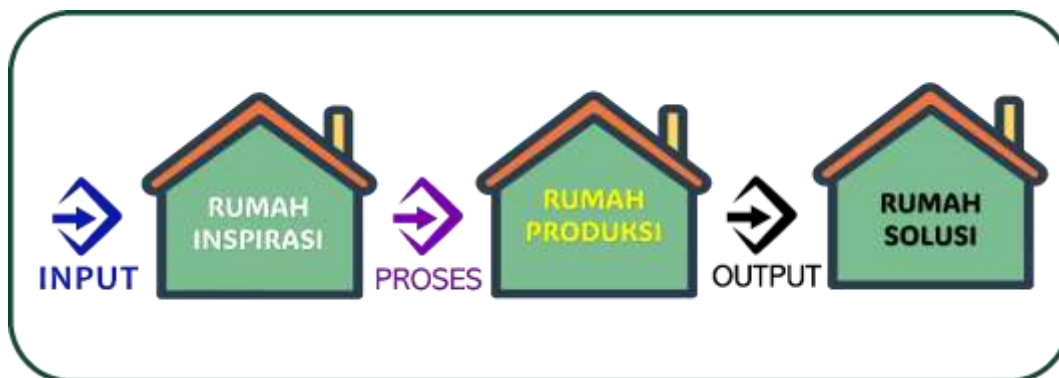 INPUT
RUMAH
INSPIRASI
PROSES
RUMAH
PRODUKSI
OUTPUT
RUMAH
SOLUSI